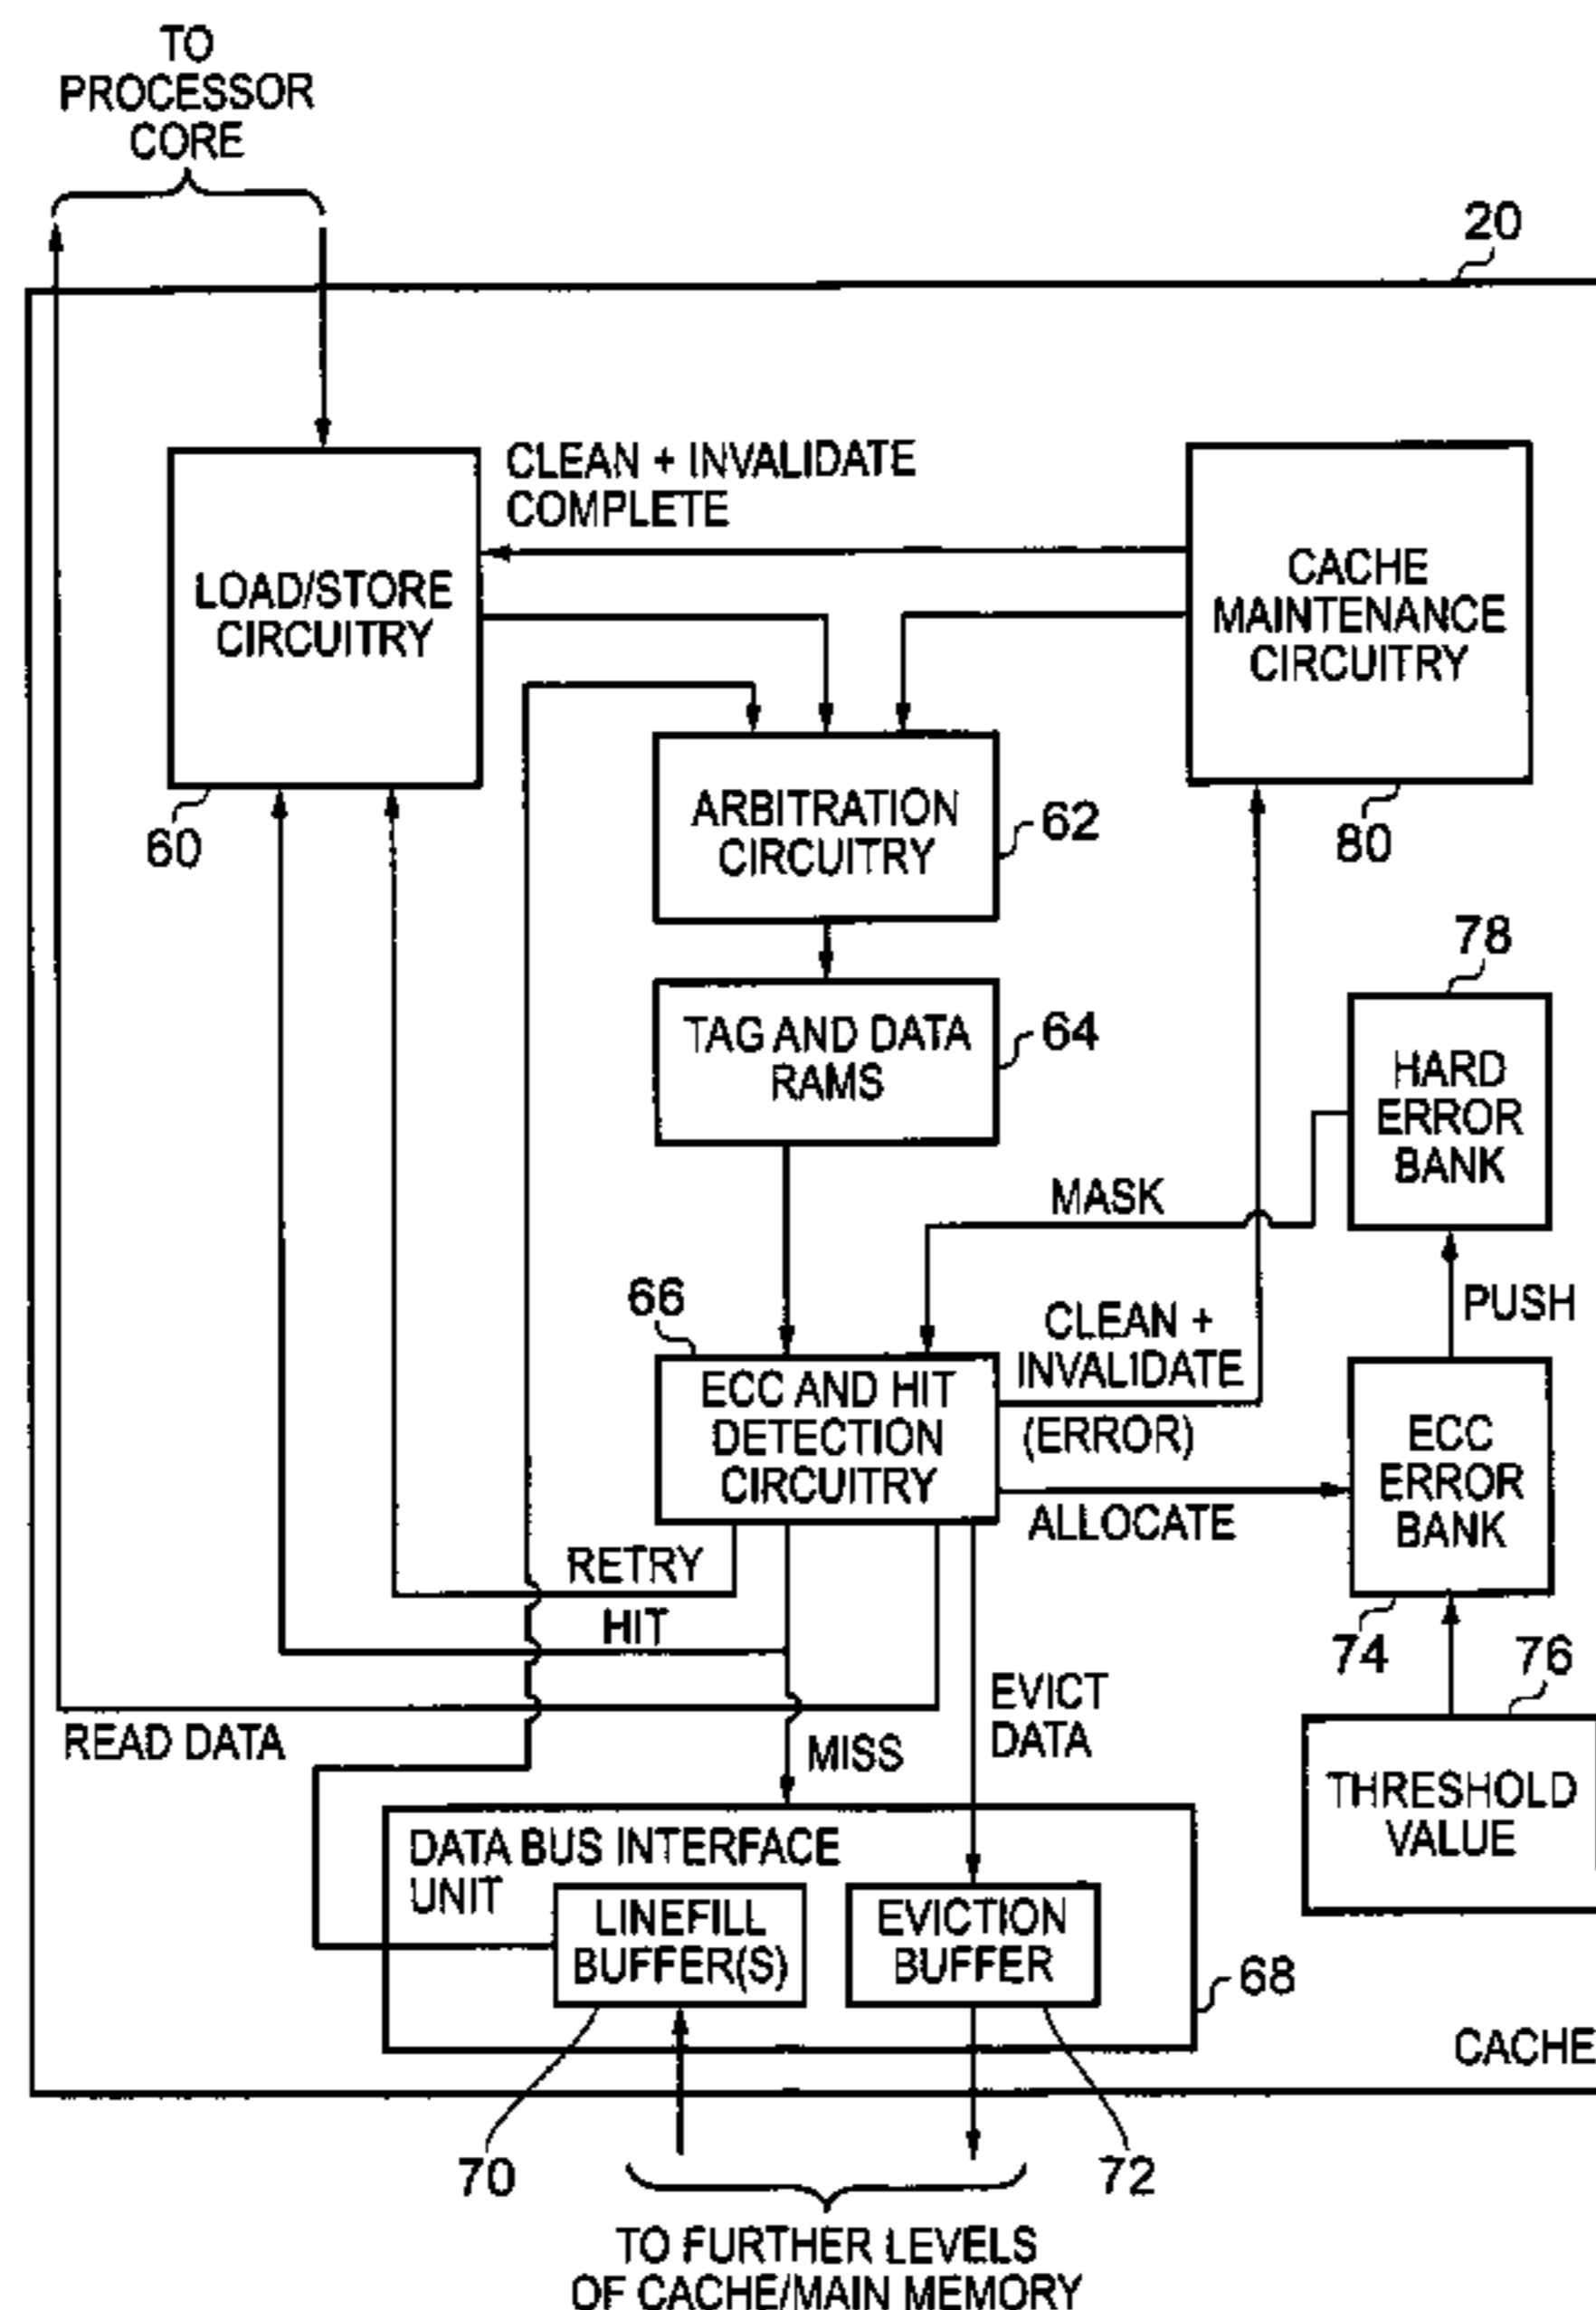 TO
PROCESSOR
CORE
20
CLEAN + INVALIDATE
COMPLETE
LOAD/STORE
CIRCUITRY
CACHE
MAINTENANCE
CIRCUITRY
60
ARBITRATION
CIRCUITRY
62
80
78
TAG AND DATA
RAMS
64
HARD
ERROR
BANK
MASK
66
PUSH
CLEAN +
INVALIDATE
(ERROR)
ECC AND HIT
DETECTION
CIRCUITRY
ECC
ERROR
BANK
ALLOCATE
RETRY
HIT
74
76
EVICT
DATA
READ DATA
MISS
THRESHOLD
VALUE
DATA BUS INTERFACE
UNIT
LINEFILL
BUFFER(S)
EVICTION
BUFFER
68
CACHE
70
72
TO FURTHER LEVELS
OF CACHE/MAIN MEMORY